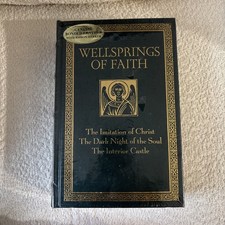 WELLSPRINGS
OF FAITH
The Imitation of Christ
The Dark Night of the Soul
The Interior Castle